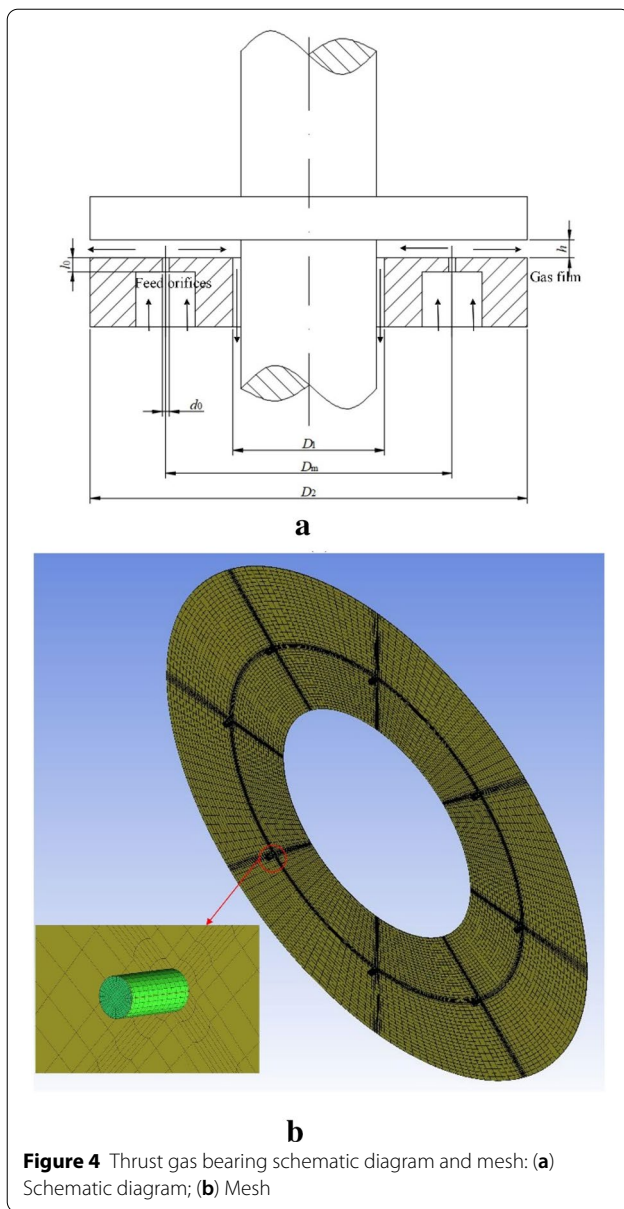 h
l0
Feed orifices
Gas film
d0
D1
Dm
D2
a
b
Figure 4 Thrust gas bearing schematic diagram and mesh: (a)
Schematic diagram; (b) Mesh